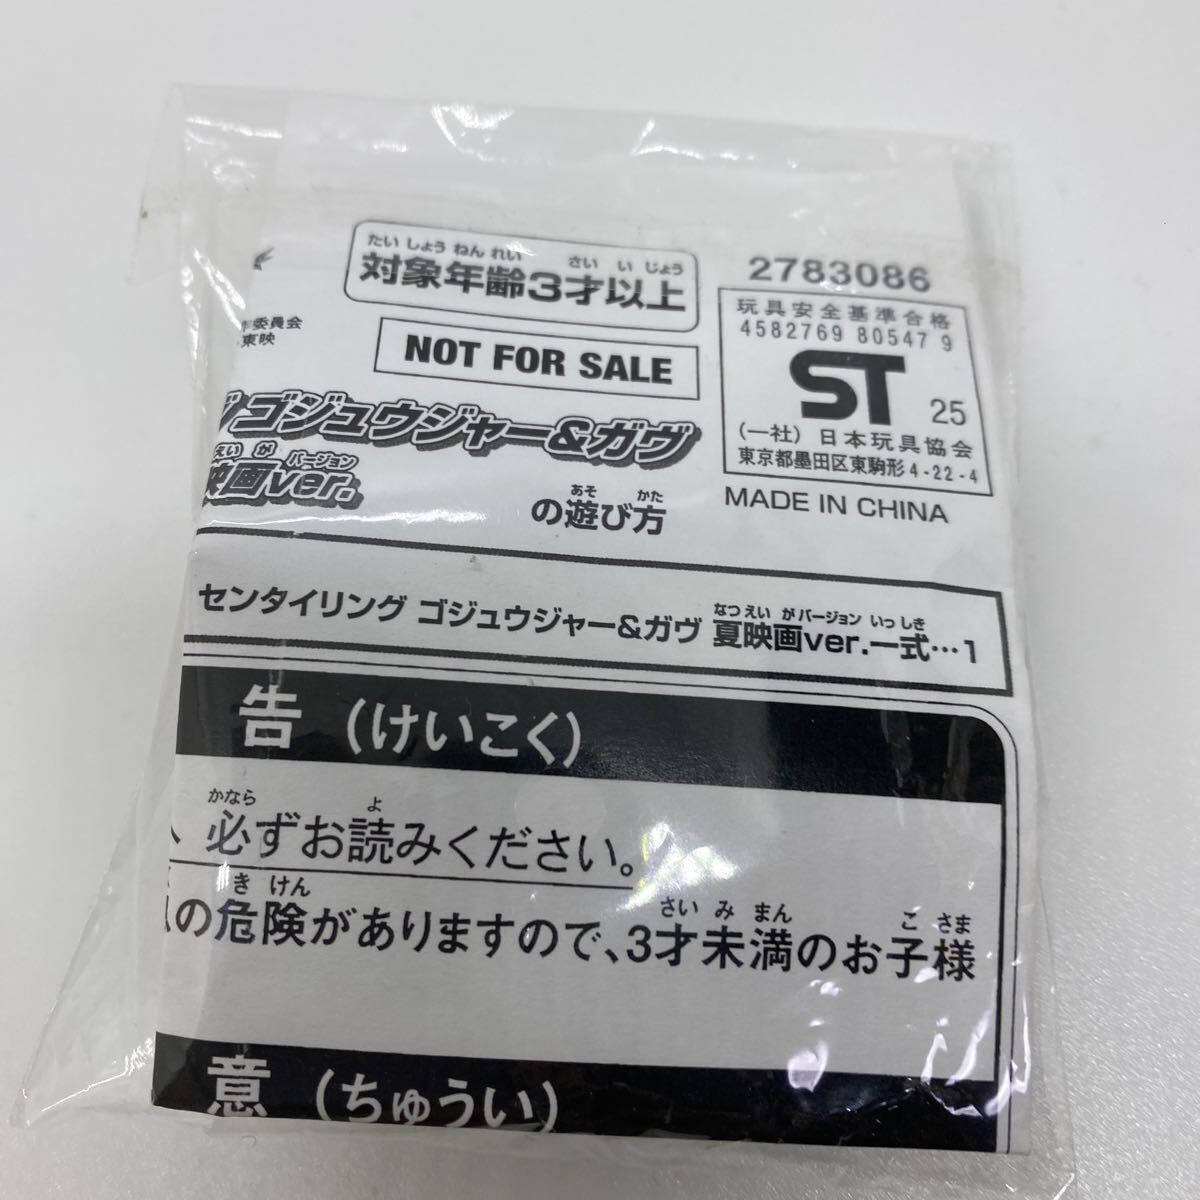 たいしょうねんれい さいいじょう
対象年齢3才以上
2783086
玩具安全基準合格
4582769 80547 9
ST 25
(一社)日本玩具協会
東京都墨田区東駒形4-22-4
MADE IN CHINA
委員会
東映
NOT FOR SALE
ゴジュウジャー&ガヴ
えいが バージョン
映画ver.
あそ かた
の遊び方
なつえいがバージョン いっしき
センタイリング ゴジュウジャー&ガヴ 夏映画ver.一式…1
告(けいこく)
かなら よ
必ずお読みください。
きけん さいみまん こさま
の危険がありますので、3才未満のお子様
意(ちゅうい)